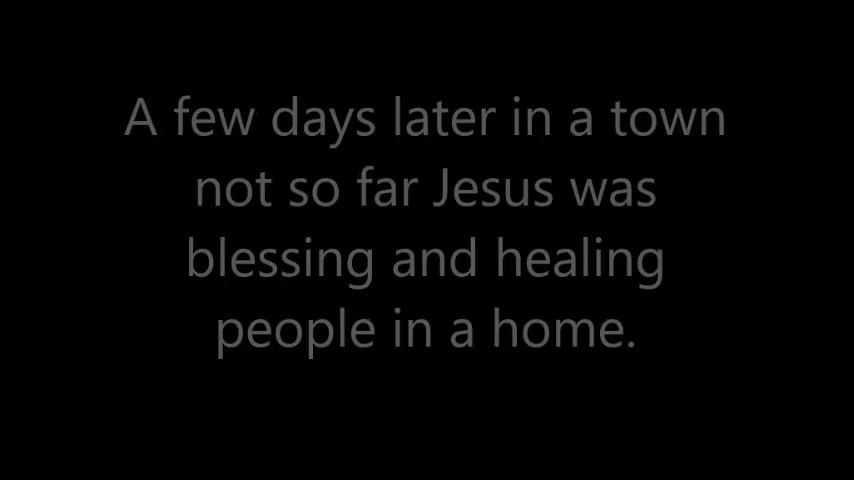 A few days later in a town
not so far Jesus was
blessing and healing
people in a home.